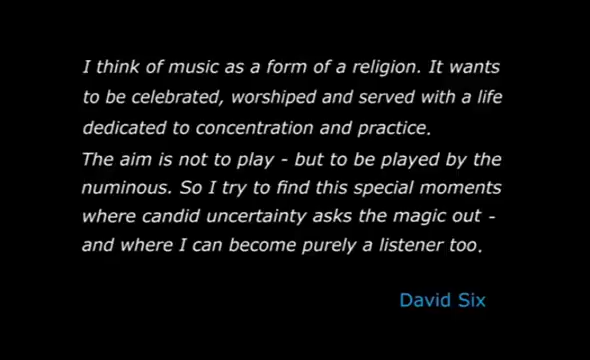 I think of music as a form of a religion. It wants
to be celebrated, worshiped and served with a life
dedicated to concentration and practice.
The aim is not to play - but to be played by the
numinous. So I try to find this special moments
where candid uncertainty asks the magic out -
and where I can become purely a listener too.
David Six